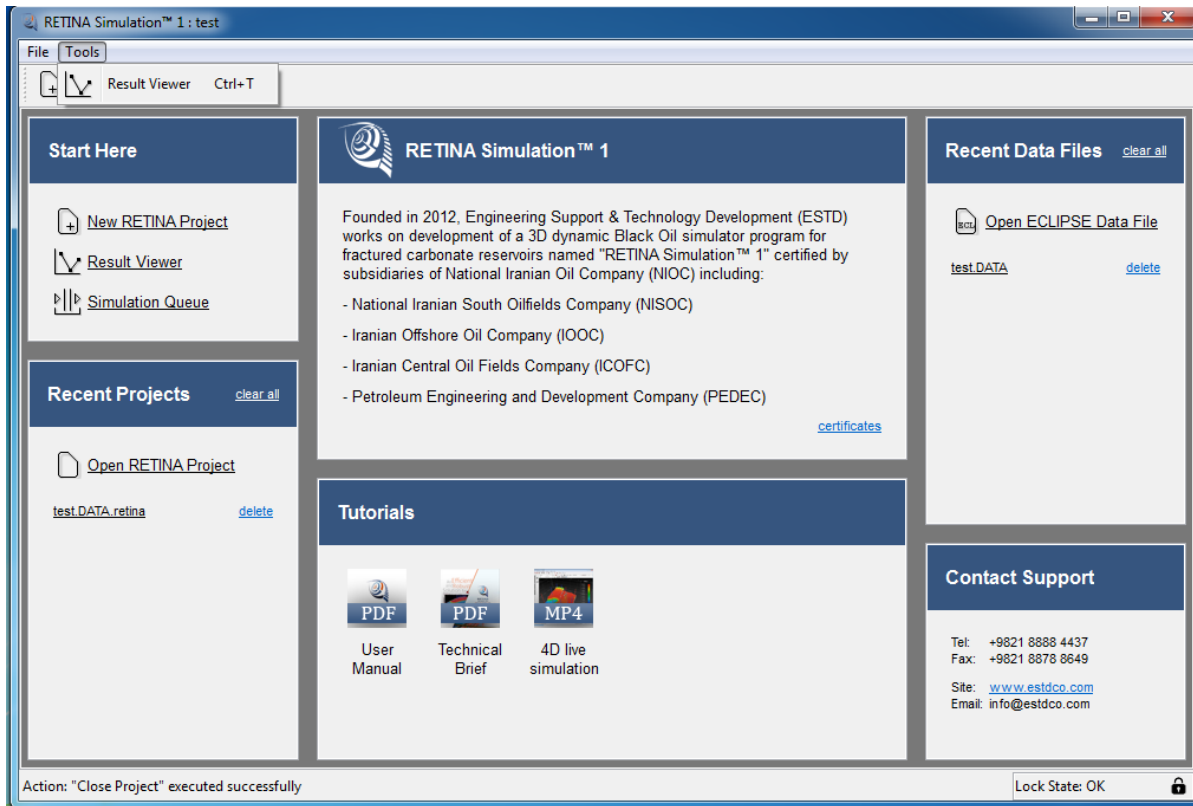 RETINA Simulation™ 1 : test
File Tools
Result Viewer Ctrl+T
Start Here
New RETINA Project
Result Viewer
Simulation Queue
Recent Projects clear all
Open RETINA Project
test.DATA.retina delete
RETINA Simulation™ 1
Founded in 2012, Engineering Support & Technology Development (ESTD)
works on development of a 3D dynamic Black Oil simulator program for
fractured carbonate reservoirs named "RETINA Simulation™ 1" certified by
subsidiaries of National Iranian Oil Company (NIOC) including:
- National Iranian South Oilfields Company (NISOC)
- Iranian Offshore Oil Company (IOOC)
- Iranian Central Oil Fields Company (ICOFC)
- Petroleum Engineering and Development Company (PEDEC)
certificates
Tutorials
PDF
User
Manual
PDF
Technical
Brief
MP4
4D live
simulation
Recent Data Files clear all
ECL Open ECLIPSE Data File
test.DATA delete
Contact Support
Tel: +9821 8888 4437
Fax: +9821 8878 8649
Site: www.estdco.com
Email: info@estdco.com
Action: "Close Project" executed successfully
Lock State: OK